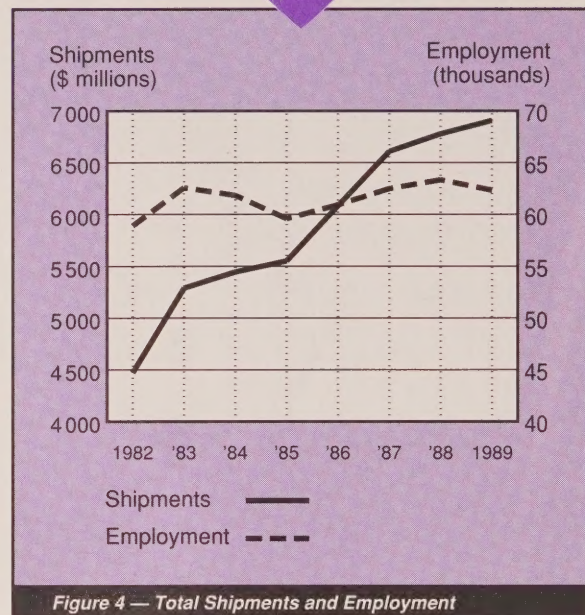 Shipments
($ millions)
Employment
(thousands)
7 000
6 500
6 000
5 500
5 000
4 500
4 000
70
65
60
55
50
45
40
1982 '83 '84 '85 '86 '87 '88 1989
Shipments
Employment
Figure 4 — Total Shipments and Employment